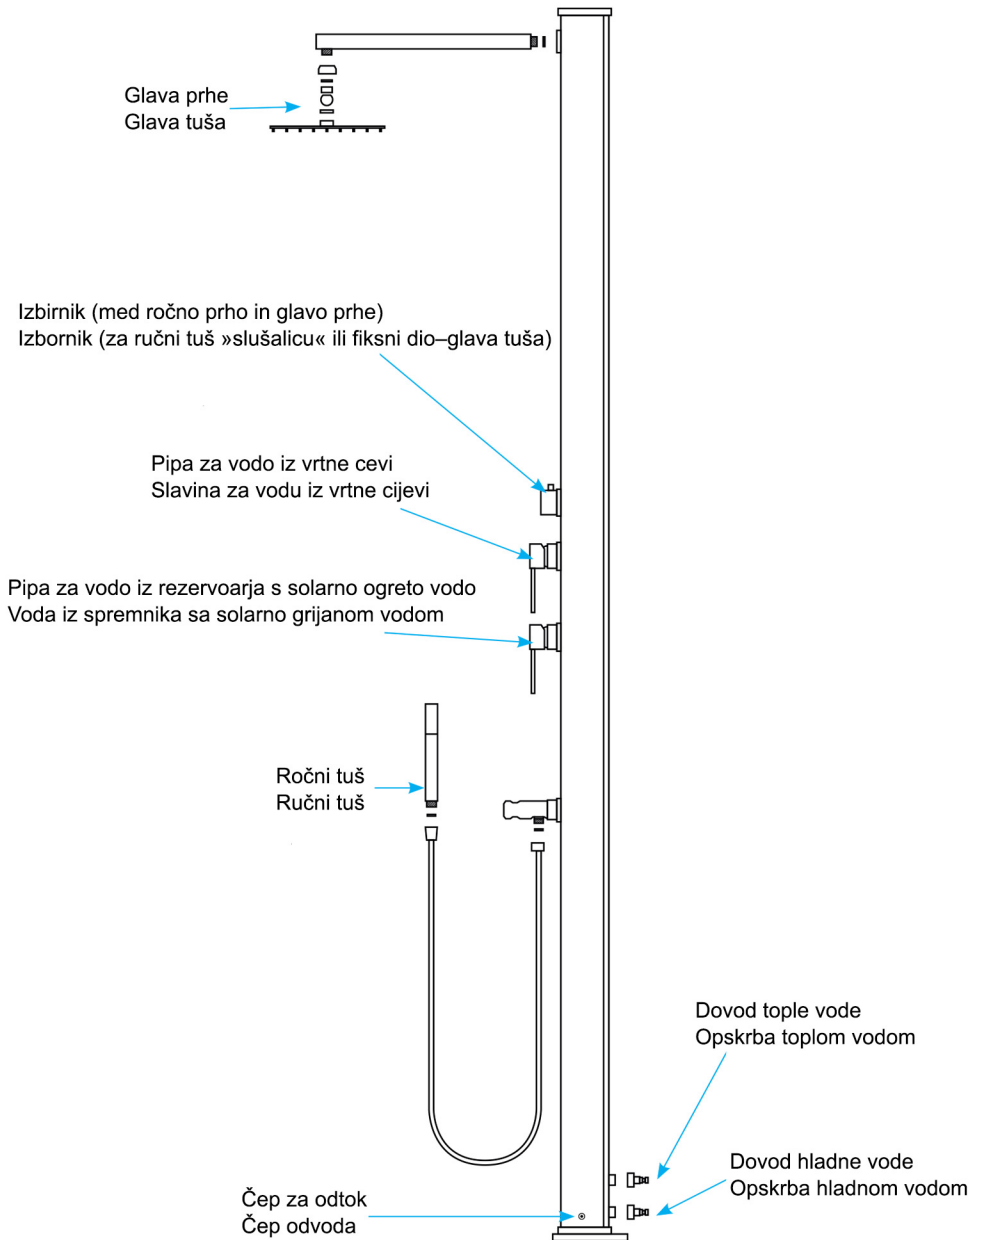 Glava prhe
Glava tuša
Izbirnik (med ročno prho in glavo prhe)
Izbornik (za ručni tuš »slušalicu« ili fiksni dio–glava tuša)
Pipa za vodo iz vrtne cevi
Slavina za vodu iz vrtne cijevi
Pipa za vodo iz rezervoarja s solarno ogreto vodo
Voda iz spremnika sa solarno grijanom vodom
Ročni tuš
Ručni tuš
Dovod tople vode
Opskrba toplom vodom
Dovod hladne vode
Opskrba hladnom vodom
Čep za odtok
Čep odvoda